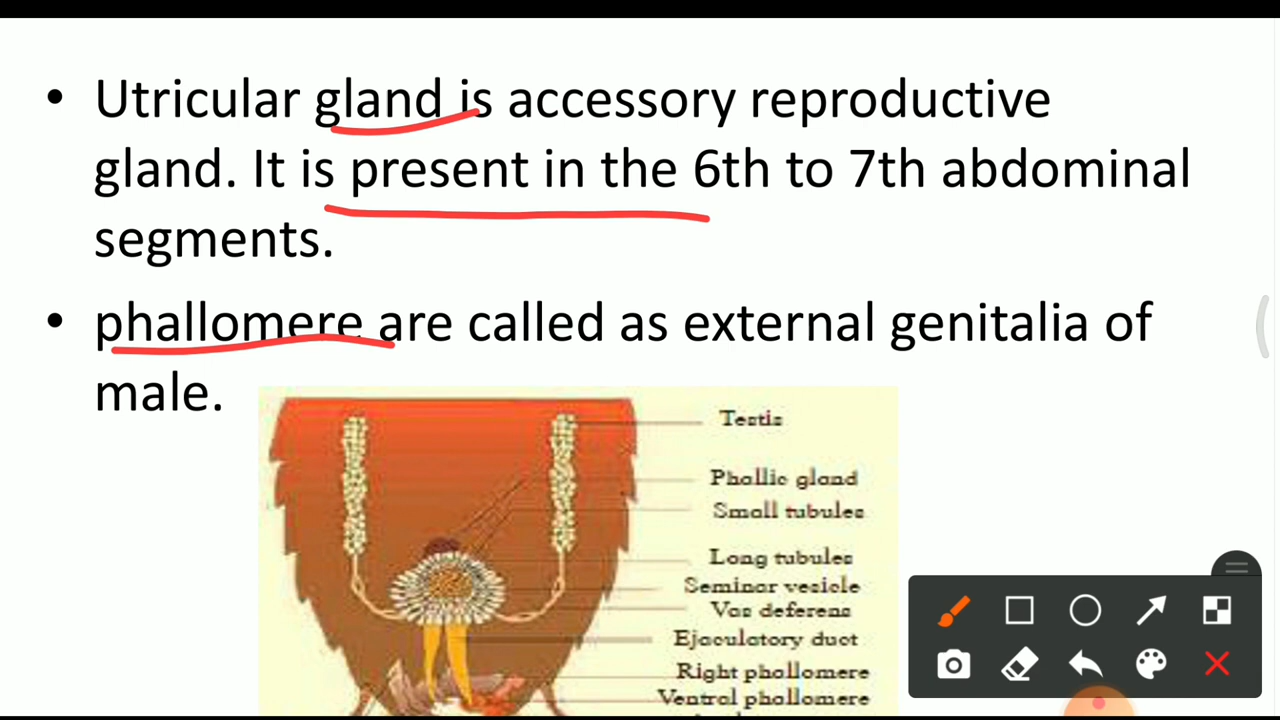 • Utricular gland is accessory reproductive
gland. It is present in the 6th to 7th abdominal
segments.
• phallomere are called as external genitalia of
male.
Testis
Phallic gland
Small tubules
Long tubules
Seminar vesicle
Vas deferens
Ejaculatory duct
Right phallomere
Ventral phallomere